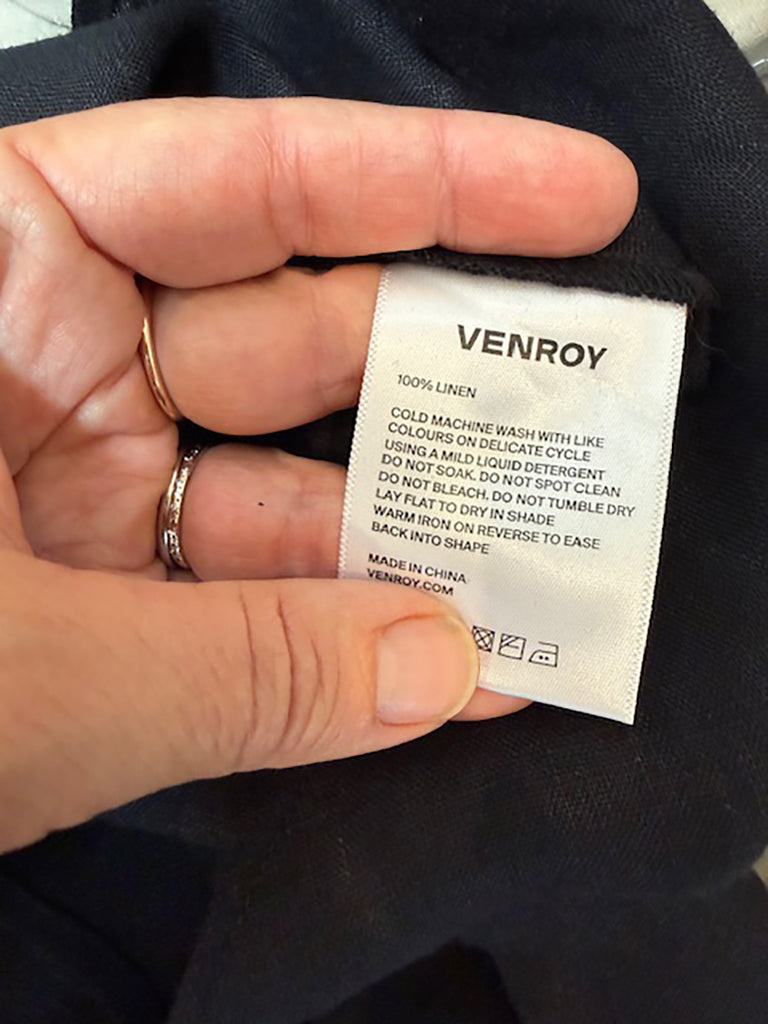 VENROY
100% LINEN
COLD MACHINE WASH WITH LIKE
COLOURS ON DELICATE CYCLE
USING A MILD LIQUID DETERGENT
DO NOT SOAK. DO NOT SPOT CLEAN
DO NOT BLEACH. DO NOT TUMBLE DRY
LAY FLAT TO DRY IN SHADE
WARM IRON ON REVERSE TO EASE
BACK INTO SHAPE
MADE IN CHINA
VENROY.COM